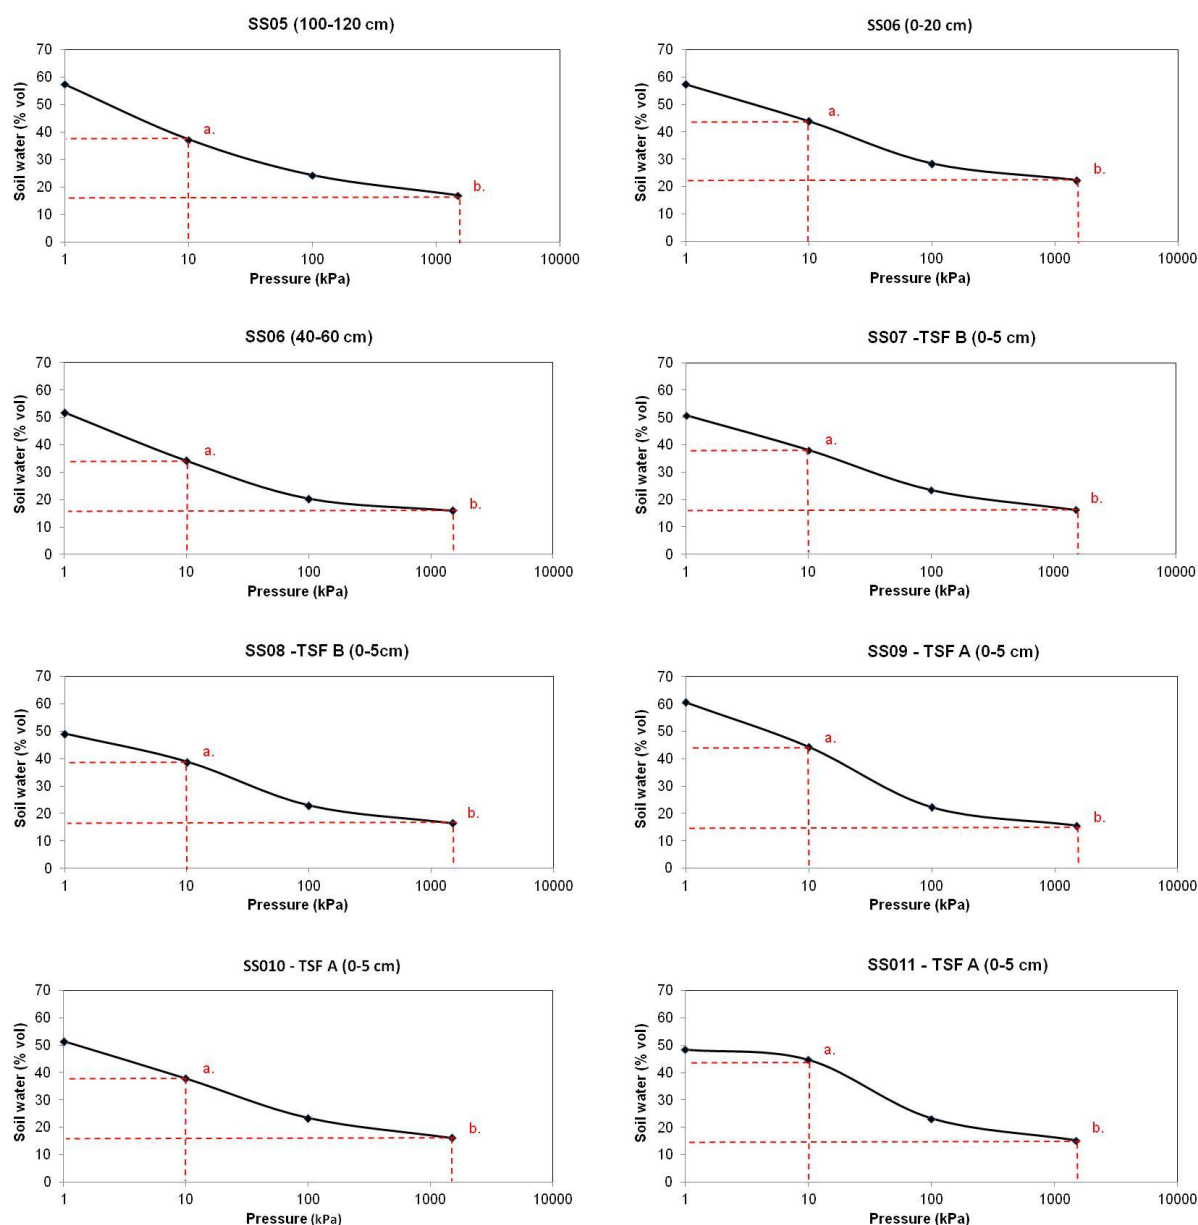 SS05 (100-120 cm)
Soil water (% vol)
70
60
50
40
30
20
10
0
a.
b.
1 10 100 1000 10000
Pressure (kPa)
SS06 (0-20 cm)
Soil water (% vol)
70
60
50
40
30
20
10
0
a.
b.
1 10 100 1000 10000
Pressure (kPa)
SS06 (40-60 cm)
Soil water (% vol)
70
60
50
40
30
20
10
0
a.
b.
1 10 100 1000 10000
Pressure (kPa)
SS07 -TSF B (0-5 cm)
Soil water (% vol)
70
60
50
40
30
20
10
0
a.
b.
1 10 100 1000 10000
Pressure (kPa)
SS08 -TSF B (0-5cm)
Soil water (% vol)
70
60
50
40
30
20
10
0
a.
b.
1 10 100 1000 10000
Pressure (kPa)
SS09 - TSF A (0-5 cm)
Soil water (% vol)
70
60
50
40
30
20
10
0
a.
b.
1 10 100 1000 10000
Pressure (kPa)
SS010 - TSF A (0-5 cm)
Soil water (% vol)
70
60
50
40
30
20
10
0
a.
b.
1 10 100 1000 10000
Pressure (kPa)
SS011 - TSF A (0-5 cm)
Soil water (% vol)
70
60
50
40
30
20
10
0
a.
b.
1 10 100 1000 10000
Pressure (kPa)